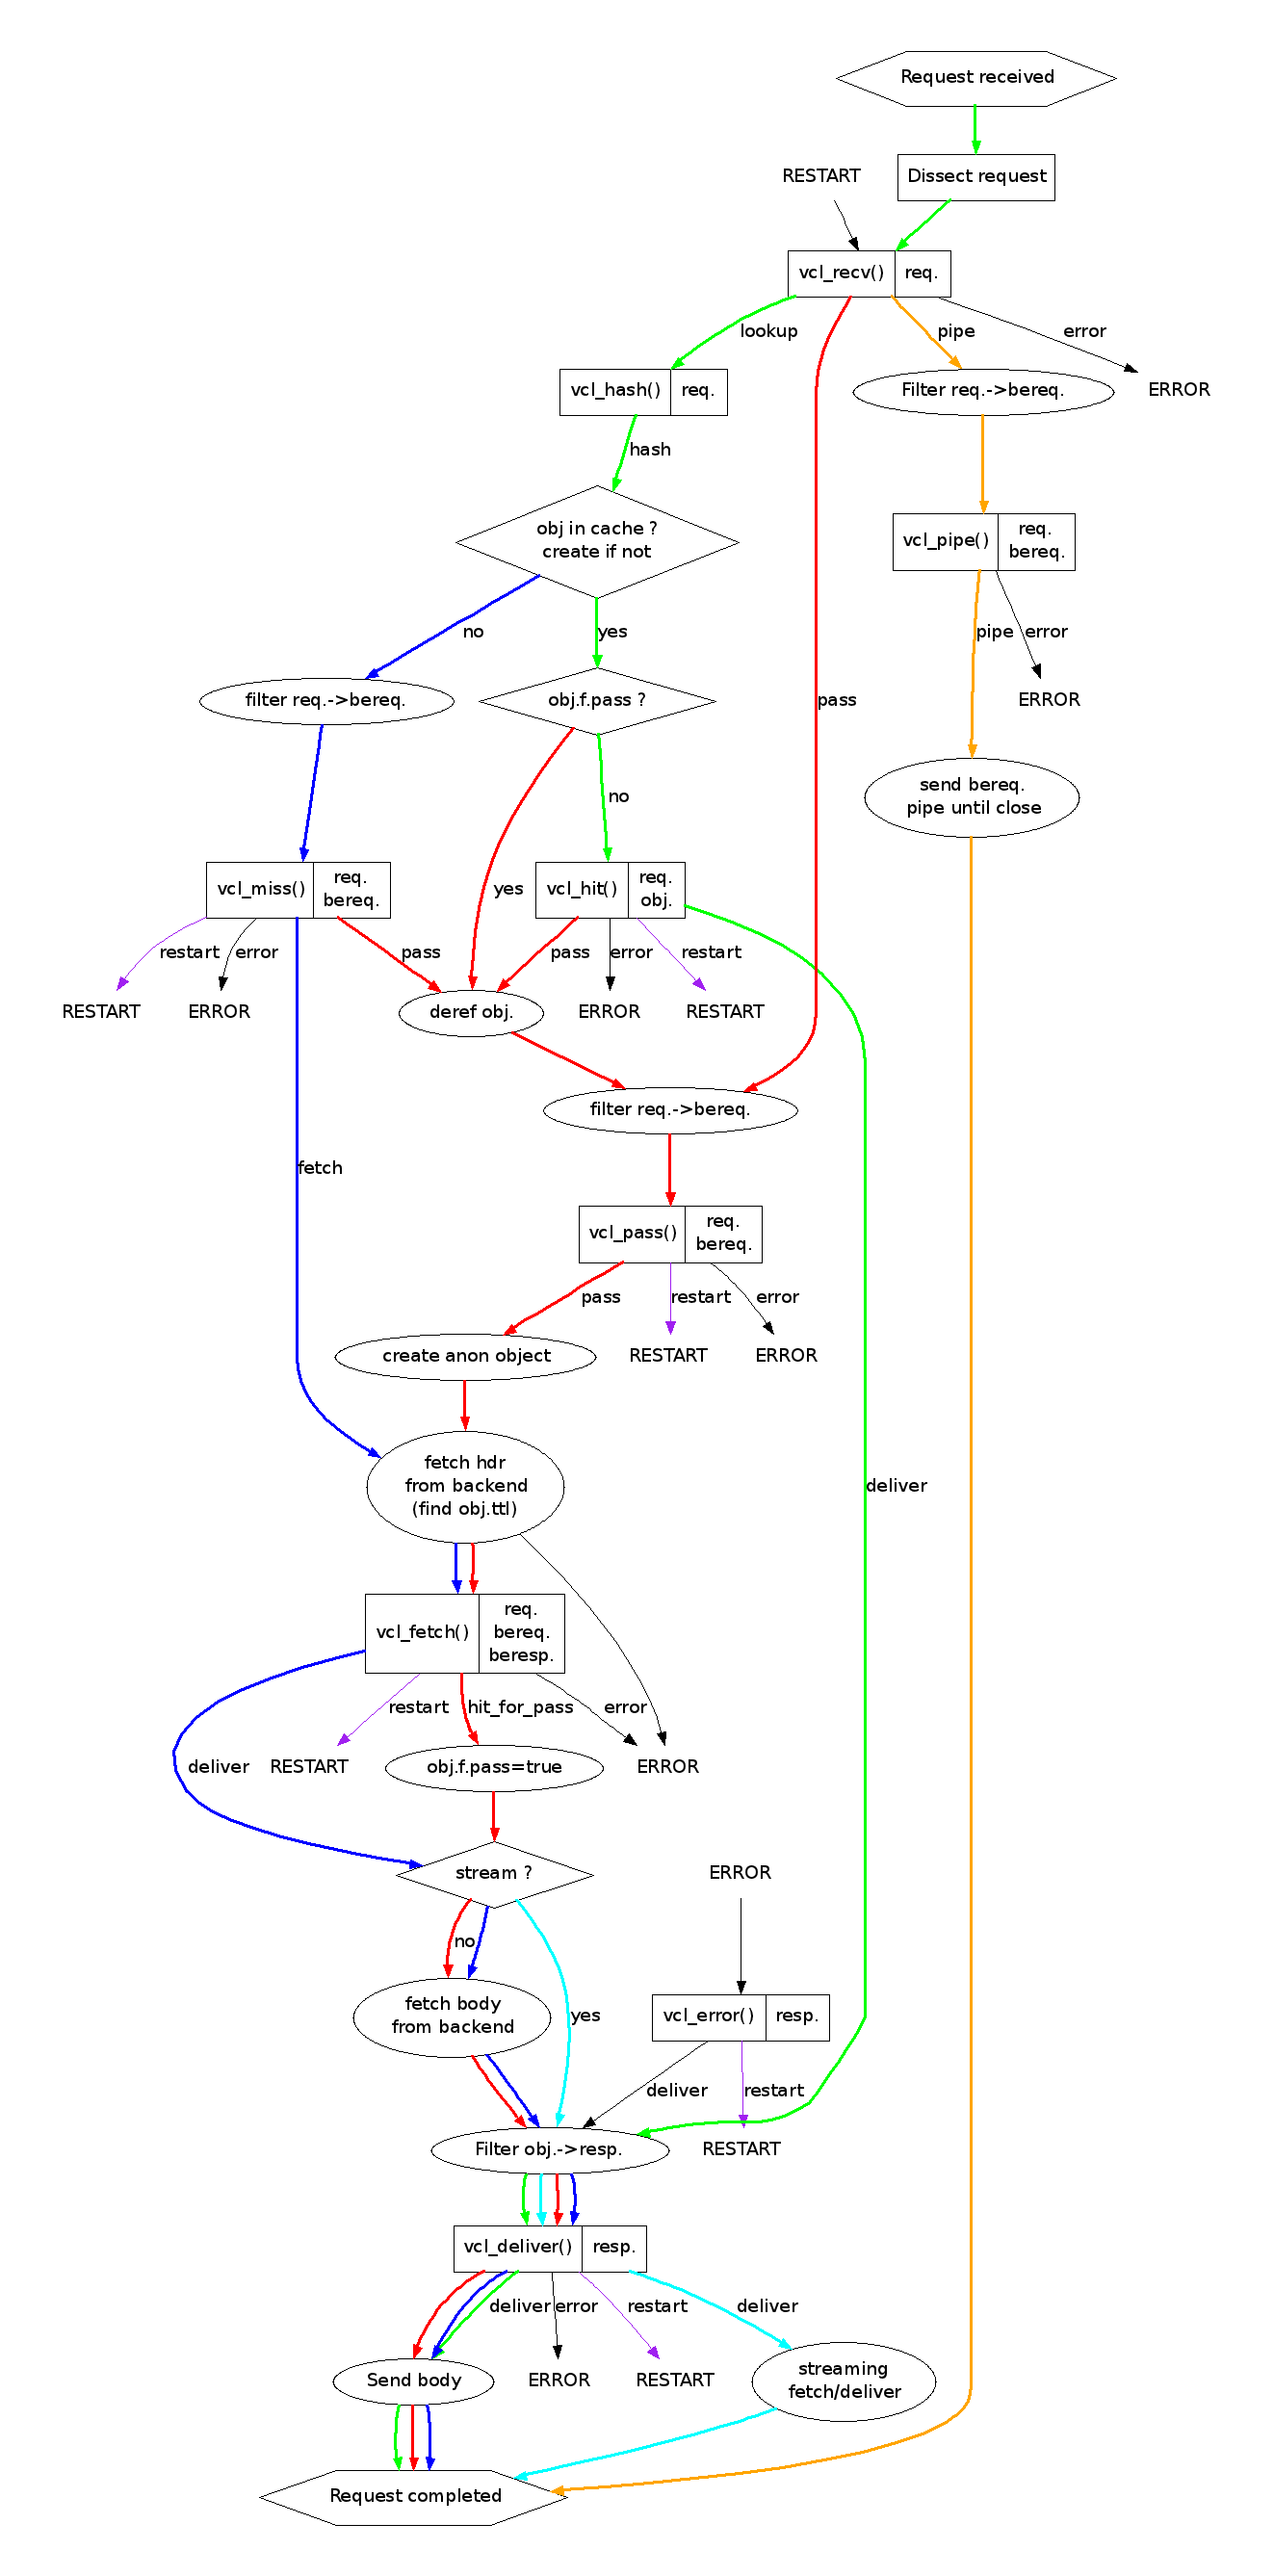 Request received
RESTART
Dissect request
vcl_recv()
req.
lookup
pipe
error
vcl_hash()
req.
Filter req.->bereq.
ERROR
hash
obj in cache ?
create if not
vcl_pipe()
req.
bereq.
no
yes
pipe
error
filter req.->bereq.
obj.f.pass ?
pass
ERROR
no
send bereq.
pipe until close
vcl_miss()
req.
bereq.
yes
vcl_hit()
req.
obj.
restart
error
pass
pass
error
restart
RESTART
ERROR
deref obj.
ERROR
RESTART
filter req.->bereq.
fetch
vcl_pass()
req.
bereq.
pass
restart
error
create anon object
RESTART
ERROR
fetch hdr
from backend
(find obj.ttl)
deliver
vcl_fetch()
req.
bereq.
beresp.
restart
hit_for_pass
error
deliver
RESTART
obj.f.pass=true
ERROR
stream ?
ERROR
no
fetch body
from backend
yes
vcl_error()
resp.
deliver
restart
Filter obj.->resp.
RESTART
vcl_deliver()
resp.
deliver
error
restart
deliver
Send body
ERROR
RESTART
streaming
fetch/deliver
Request completed